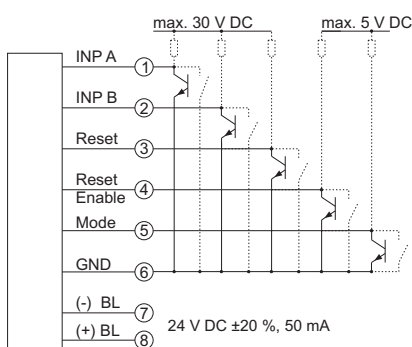 max. 30 V DC
max. 5 V DC
INP A
1
INP B
2
Reset
3
Reset
Enable
4
Mode
5
GND
6
(-) BL
7
24 V DC ±20 %, 50 mA
(+) BL
8